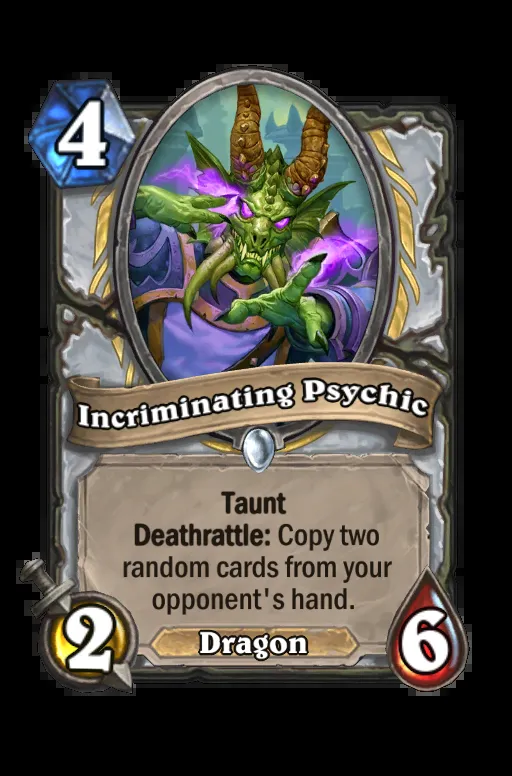 4
Incriminating Psychic
Taunt
Deathrattle: Copy two
random cards from your
opponent's hand.
2
Dragon
6